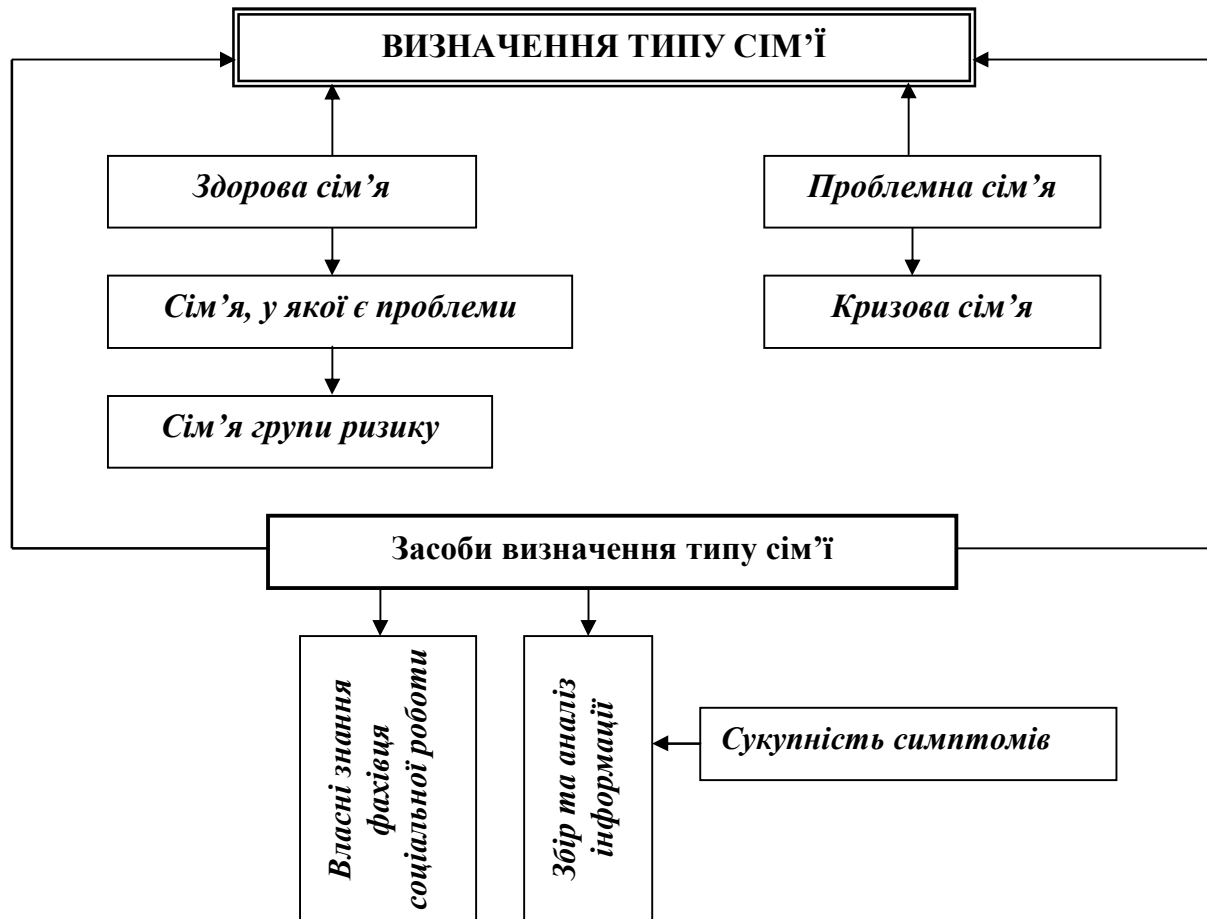 ВИЗНАЧЕННЯ ТИПУ СІМ’Ї
Здорова сім’я
Проблемна сім’я
Сім’я, у якої є проблеми
Кризова сім’я
Сім’я групи ризику
Засоби визначення типу сім’ї
Власні знання
фахівця
соціальної роботи
Збір та аналіз
інформації
Сукупність симптомів